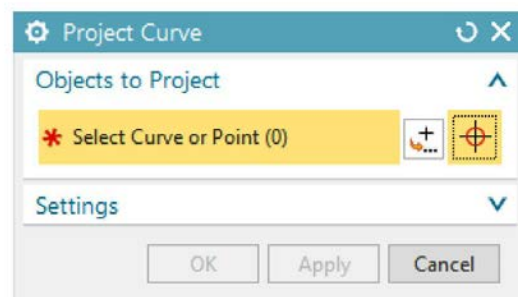 Project Curve
Objects to Project
* Select Curve or Point (0)
Settings
OK Apply Cancel